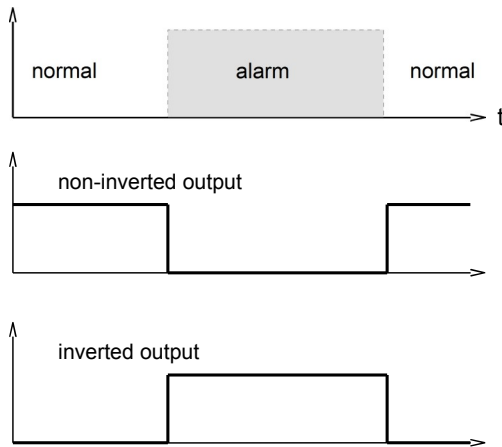 normal
alarm
normal
t
non-inverted output
inverted output